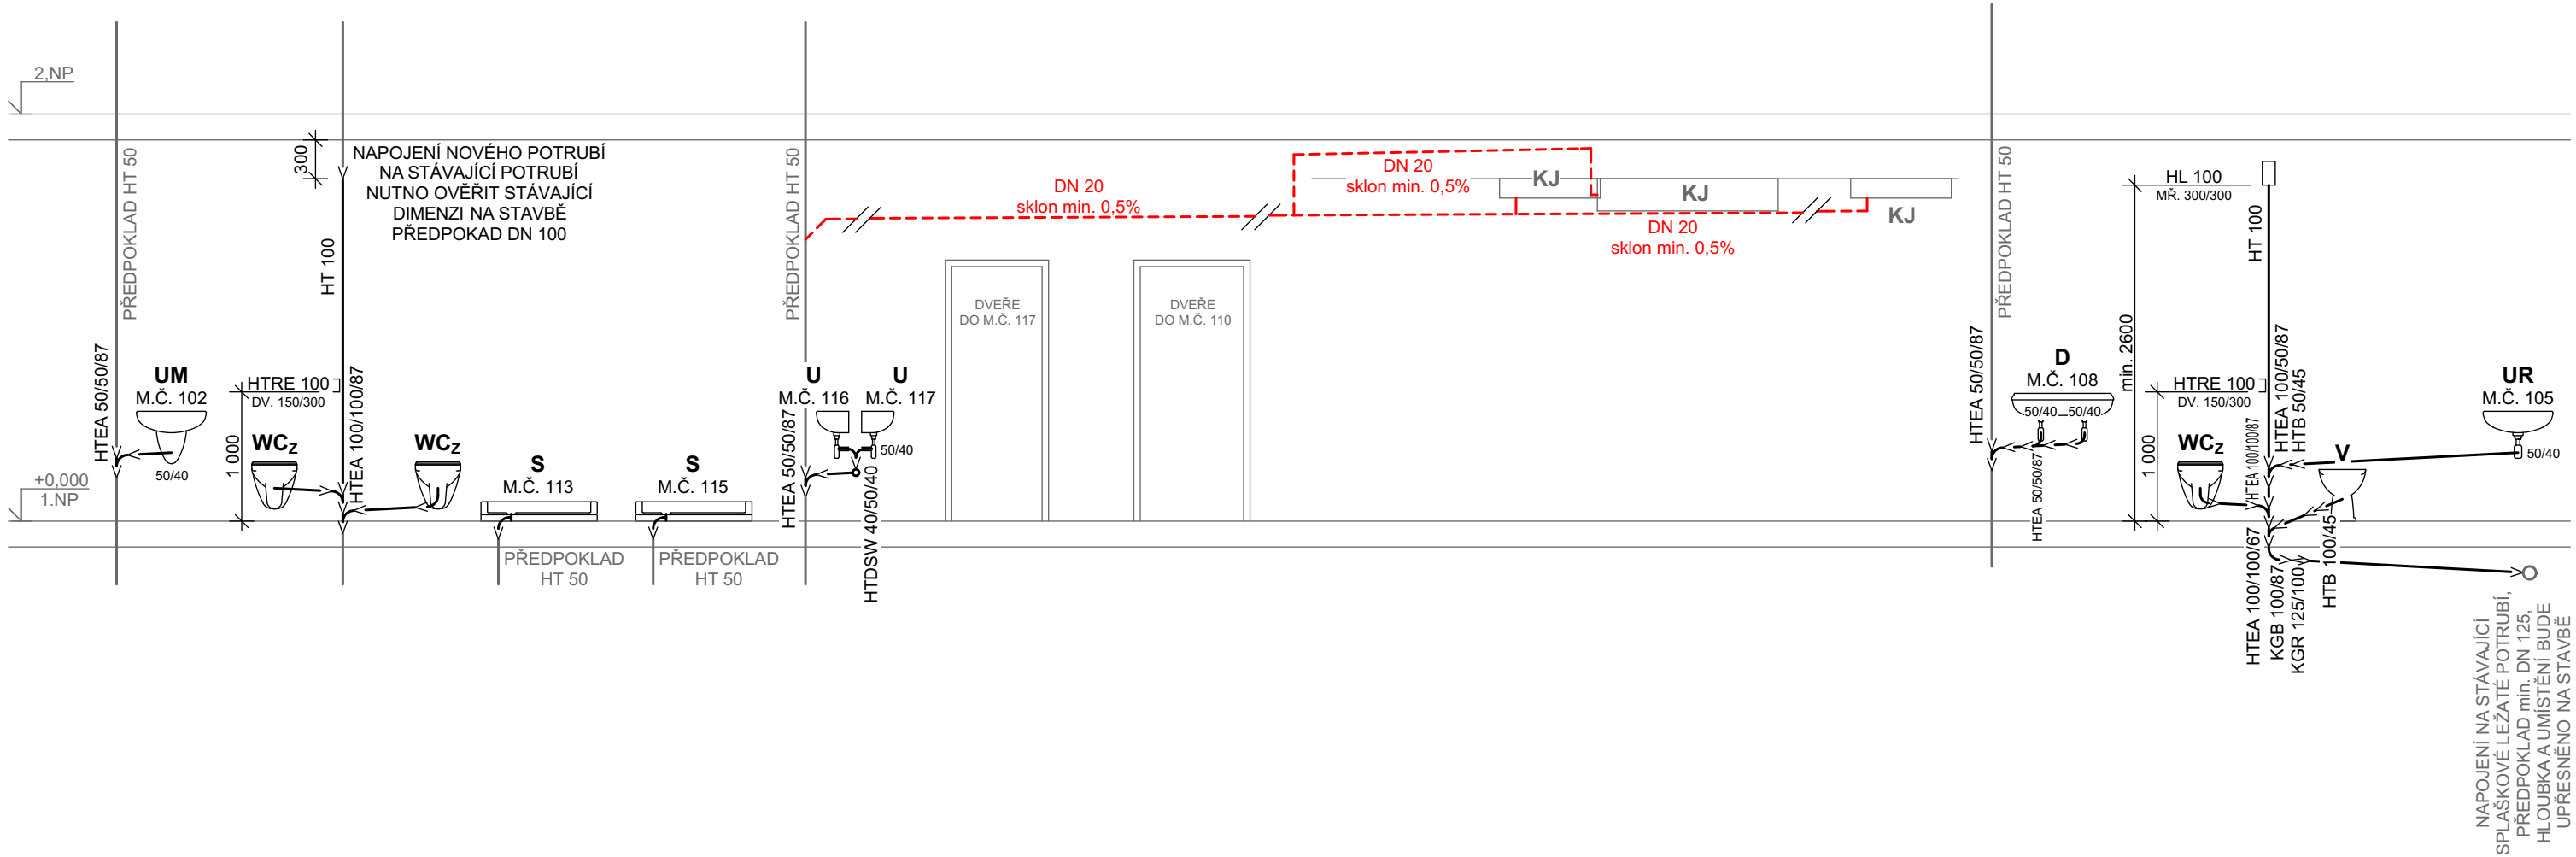 2,NP
+0,000
1.NP
PŘEDPOKLAD HT 50
HTEA 50/50/87
UM
M.Č. 102
50/40
300
NAPOJENÍ NOVÉHO POTRUBÍ
NA STÁVAJÍCÍ POTRUBÍ
NUTNO OVĚŘIT STÁVAJÍCÍ
DIMENZI NA STAVBĚ
PŘEDPOKAD DN 100
HT 100
HTRE 100
DV. 150/300
1 000
WCZ
HTEA 100/100/87
WCZ
S
M.Č. 113
PŘEDPOKLAD
HT 50
S
M.Č. 115
PŘEDPOKLAD
HT 50
PŘEDPOKLAD HT 50
HTEA 50/50/87
U
M.Č. 116
U
M.Č. 117
50/40
HTDSW 40/50/40
DN 20
sklon min. 0,5%
DVEŘE
DO M.Č. 117
DVEŘE
DO M.Č. 110
DN 20
sklon min. 0,5%
KJ
KJ
KJ
DN 20
sklon min. 0,5%
PŘEDPOKLAD HT 50
HTEA 50/50/87
D
M.Č. 108
50/40
50/40
HTEA 50/50/87
HL 100
MŘ. 300/300
HT 100
min. 2600
HTRE 100
DV. 150/300
1 000
WCZ
HTEA 100/100/87
HTEA 100/50/87
HTB 50/45
V
UR
M.Č. 105
50/40
HTEA 100/100/67
KGB 100/87
KGR 125/100
HTB 100/45
NAPOJENÍ NA STÁVAJÍCÍ
SPLAŠKOVÉ LEŽATÉ POTRUBÍ,
PŘEDPOKLAD min. DN 125,
HLOUBKA A UMÍSTĚNÍ BUDE
UPŘESNĚNO NA STAVBĚ